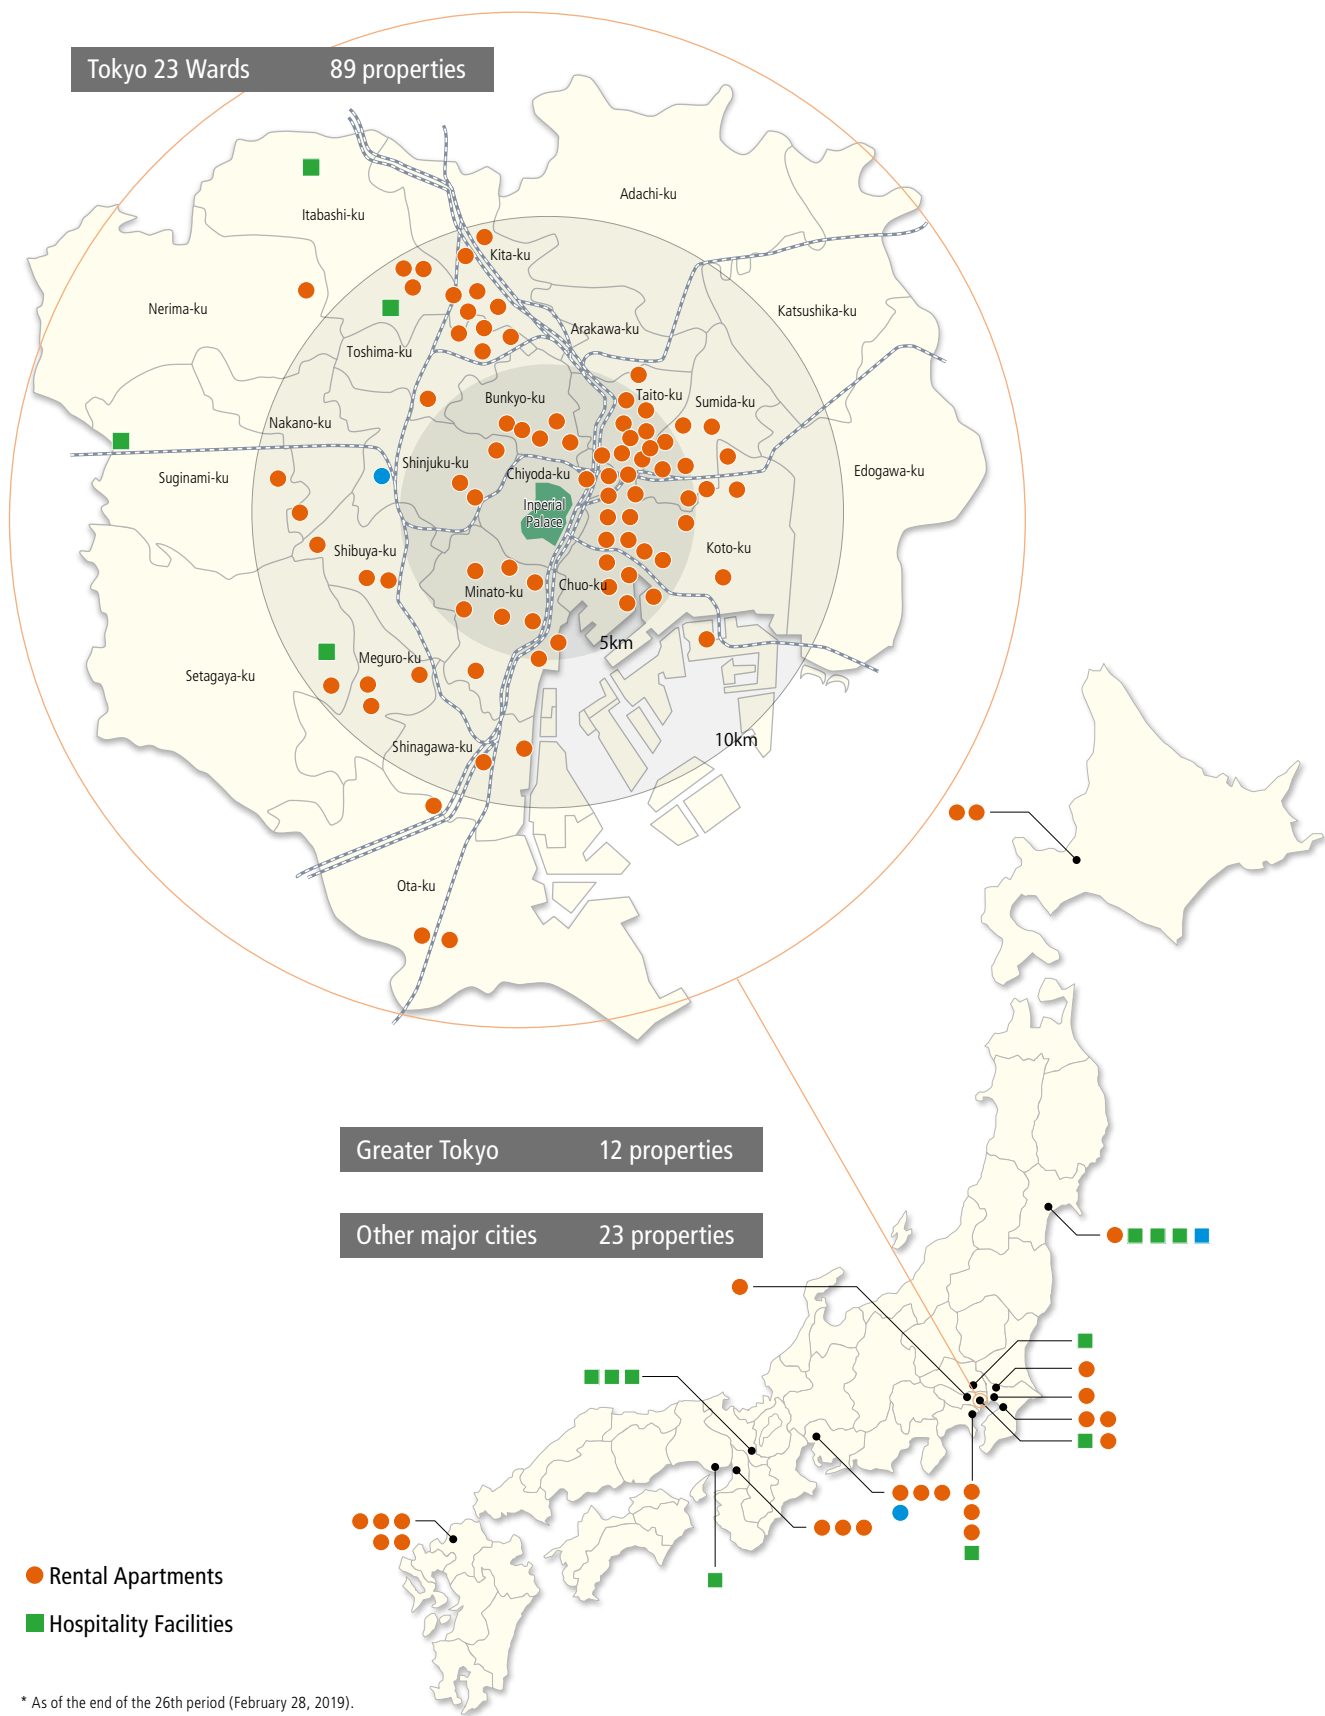 Tokyo 23 Wards 89 properties
Adachi-ku
Itabashi-ku
Kita-ku
Nerima-ku
Katsushika-ku
Arakawa-ku
Toshima-ku
Bunkyo-ku
Taito-ku
Sumida-ku
Nakano-ku
Shinjuku-ku
Chiyoda-ku
Edogawa-ku
Suginami-ku
Inperial
Palace
Shibuya-ku
Koto-ku
Minato-ku
Chuo-ku
5km
Meguro-ku
Setagaya-ku
10km
Shinagawa-ku
Ota-ku
Greater Tokyo 12 properties
Other major cities 23 properties
Rental Apartments
Hospitality Facilities
* As of the end of the 26th period (February 28, 2019).